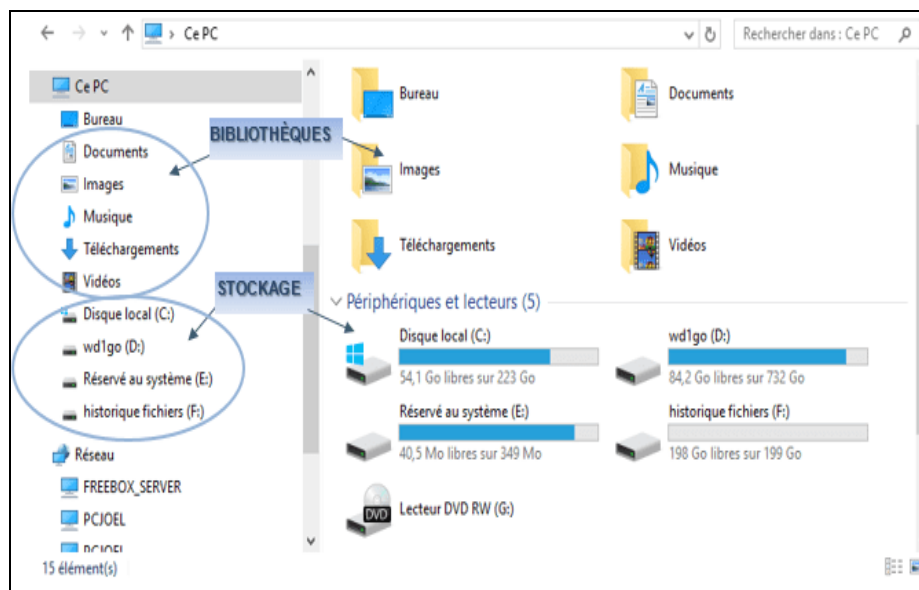 Ce PC
Rechercher dans : Ce PC
Ce PC
Bureau
Documents
Images
Musique
Téléchargements
Vidéos
Disque local (C:)
wd1go (D:)
Réservé au système (E:)
historique fichiers (F:)
Réseau
FREEBOX_SERVER
PCJOEL
PCJOEL
15 élément(s)
BIBLIOTHÈQUES
STOCKAGE
Bureau
Documents
Images
Musique
Téléchargements
Vidéos
Périphériques et lecteurs (5)
Disque local (C:)
54,1 Go libres sur 223 Go
wd1go (D:)
84,2 Go libres sur 732 Go
Réservé au système (E:)
40,5 Mo libres sur 349 Mo
historique fichiers (F:)
198 Go libres sur 199 Go
DVD
Lecteur DVD RW (G:)